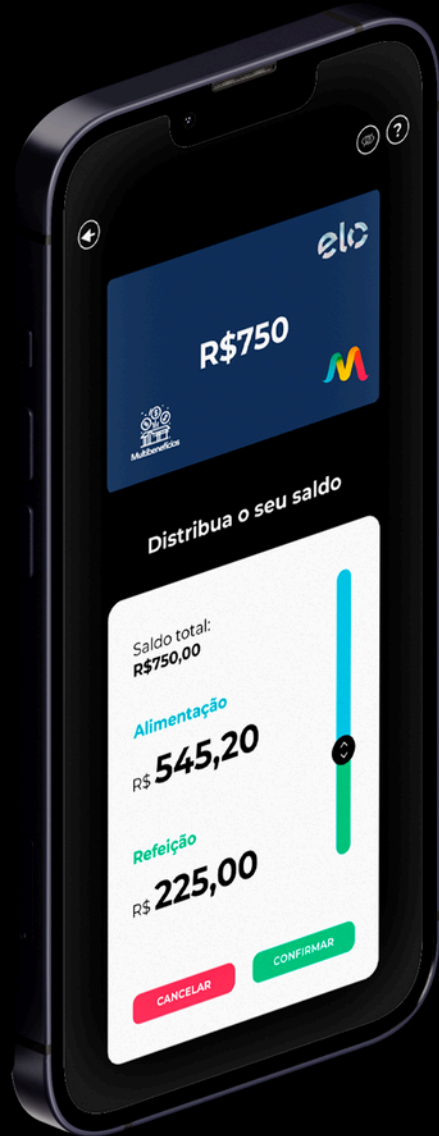 ?
elo
R$750
Multibenefícios
Distribua o seu saldo
Saldo total:
R$750,00
Alimentação
R$ 545,20
Refeição
R$ 225,00
CANCELAR
CONFIRMAR